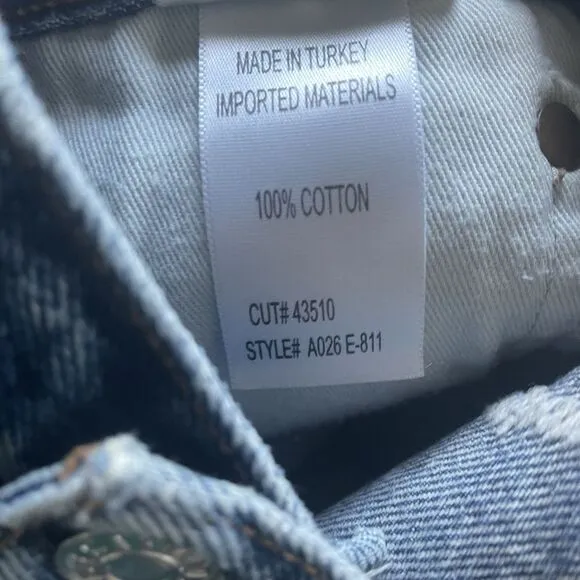 MADE IN TURKEY
IMPORTED MATERIALS
100% COTTON
CUT# 43510
STYLE# A026 E-811